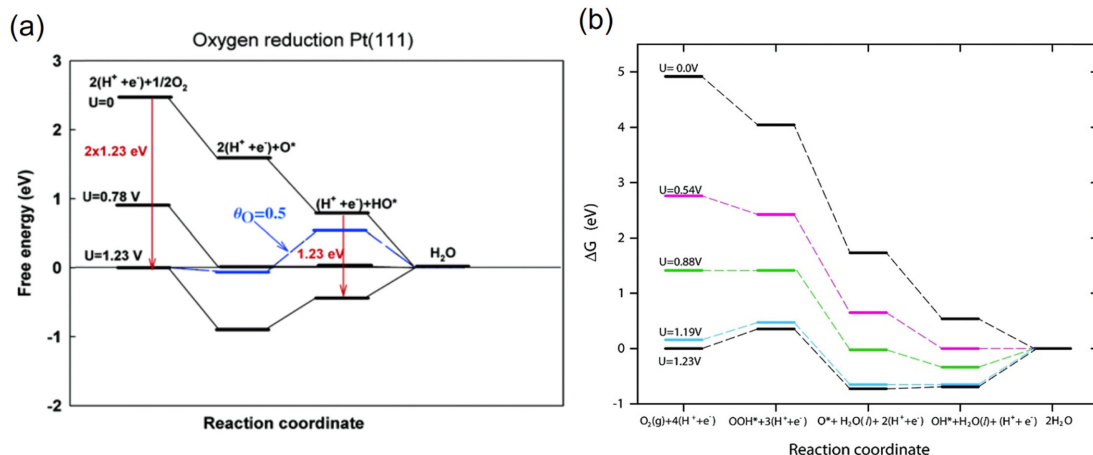 (a)
Oxygen reduction Pt(111)
3
2
1
0
-1
-2
Free energy (eV)
2(H⁺ +e⁻)+1/2O₂
U=0
2x1.23 eV
2(H⁺ +e⁻)+O*
U=0.78 V
(H⁺ +e⁻)+HO*
θO=0.5
1.23 eV
H₂O
U=1.23 V
Reaction coordinate
(b)
5
4
3
2
1
0
-1
ΔG (eV)
U= 0.0V
U=0.54V
U=0.88V
U=1.19V
U=1.23V
O₂(g)+4(H⁺+e⁻)
OOH*+3(H⁺+e⁻)
O*+ H₂O(l)+ 2(H⁺+e⁻)
OH*+H₂O(l)+ (H⁺+ e⁻)
2H₂O
Reaction coordinate